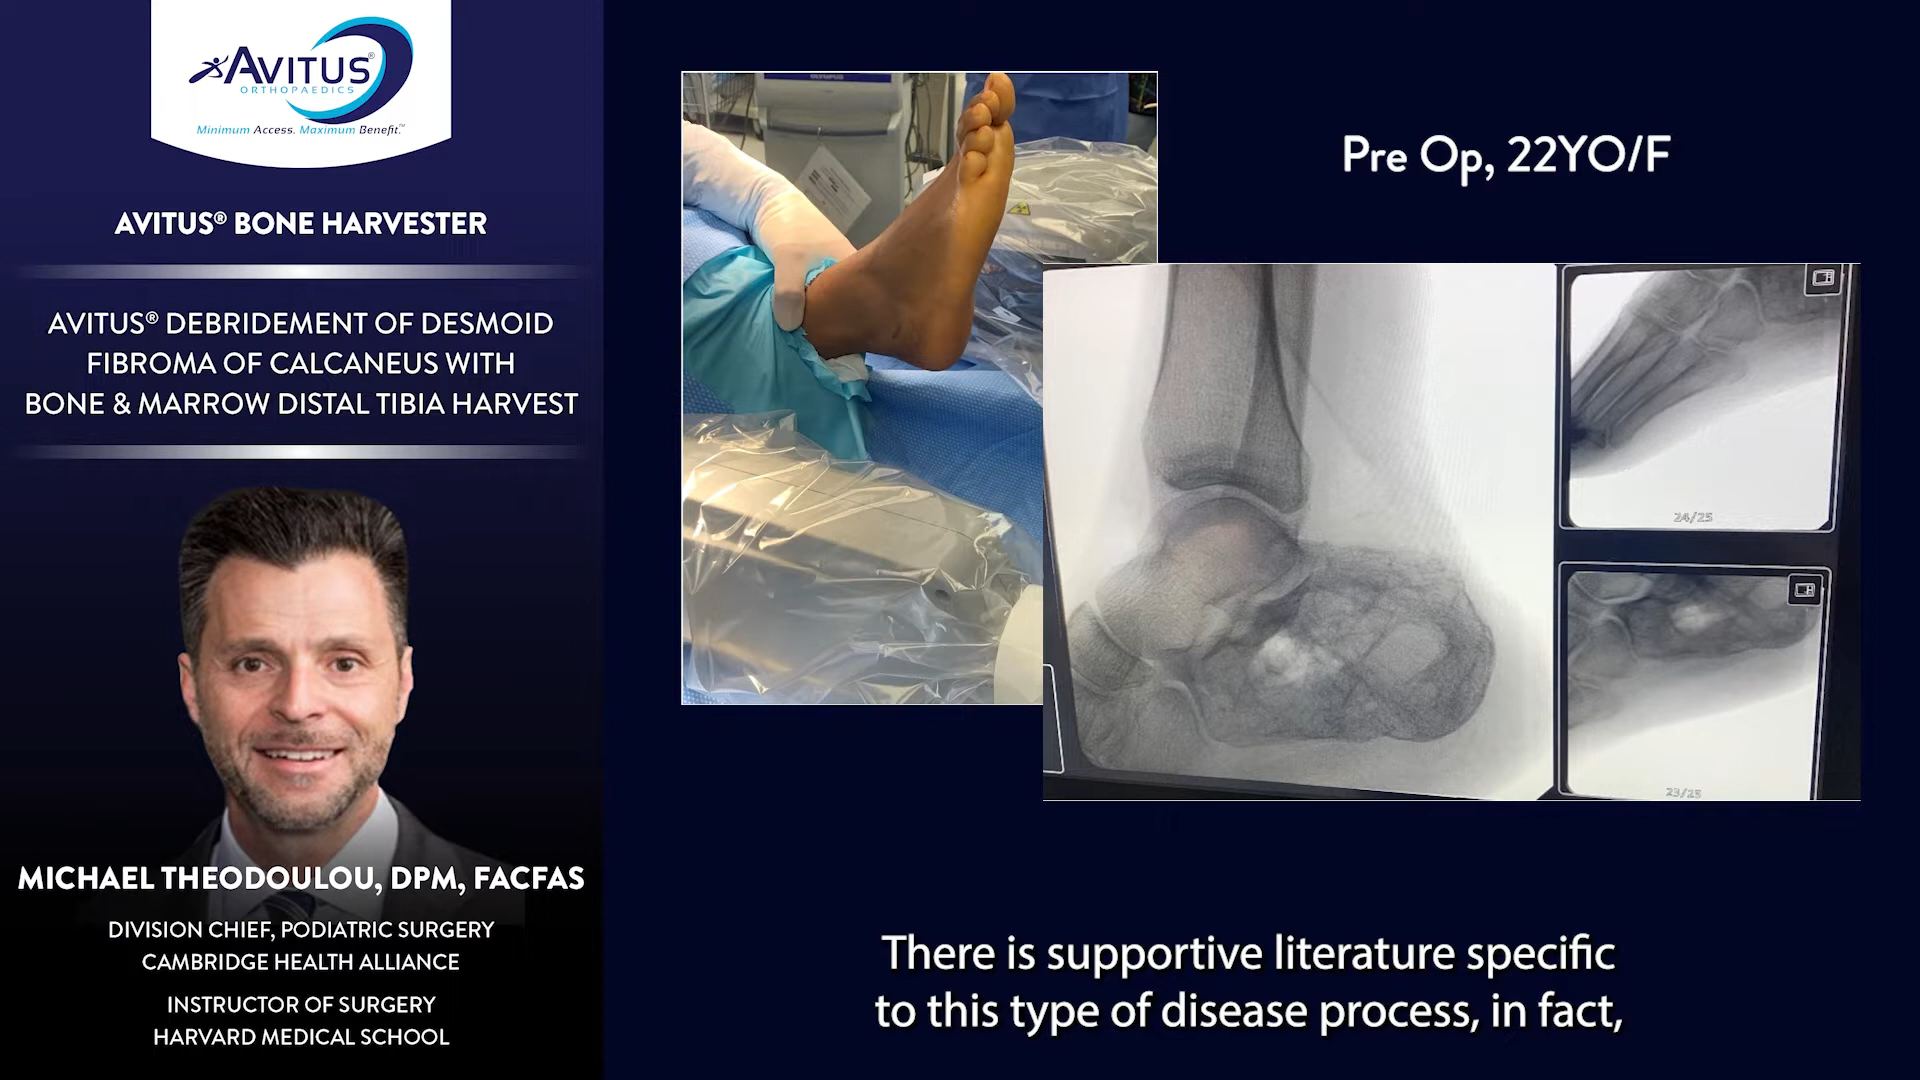 AVITUS®
ORTHOPAEDICS
Minimum Access. Maximum Benefit.™
AVITUS® BONE HARVESTER
AVITUS® DEBRIDEMENT OF DESMOID
FIBROMA OF CALCANEUS WITH
BONE & MARROW DISTAL TIBIA HARVEST
MICHAEL THEODOULOU, DPM, FACFAS
DIVISION CHIEF, PODIATRIC SURGERY
CAMBRIDGE HEALTH ALLIANCE
INSTRUCTOR OF SURGERY
HARVARD MEDICAL SCHOOL
OLYMPUS
Pre Op, 22YO/F
24/25
23/25
There is supportive literature specific
to this type of disease process, in fact,